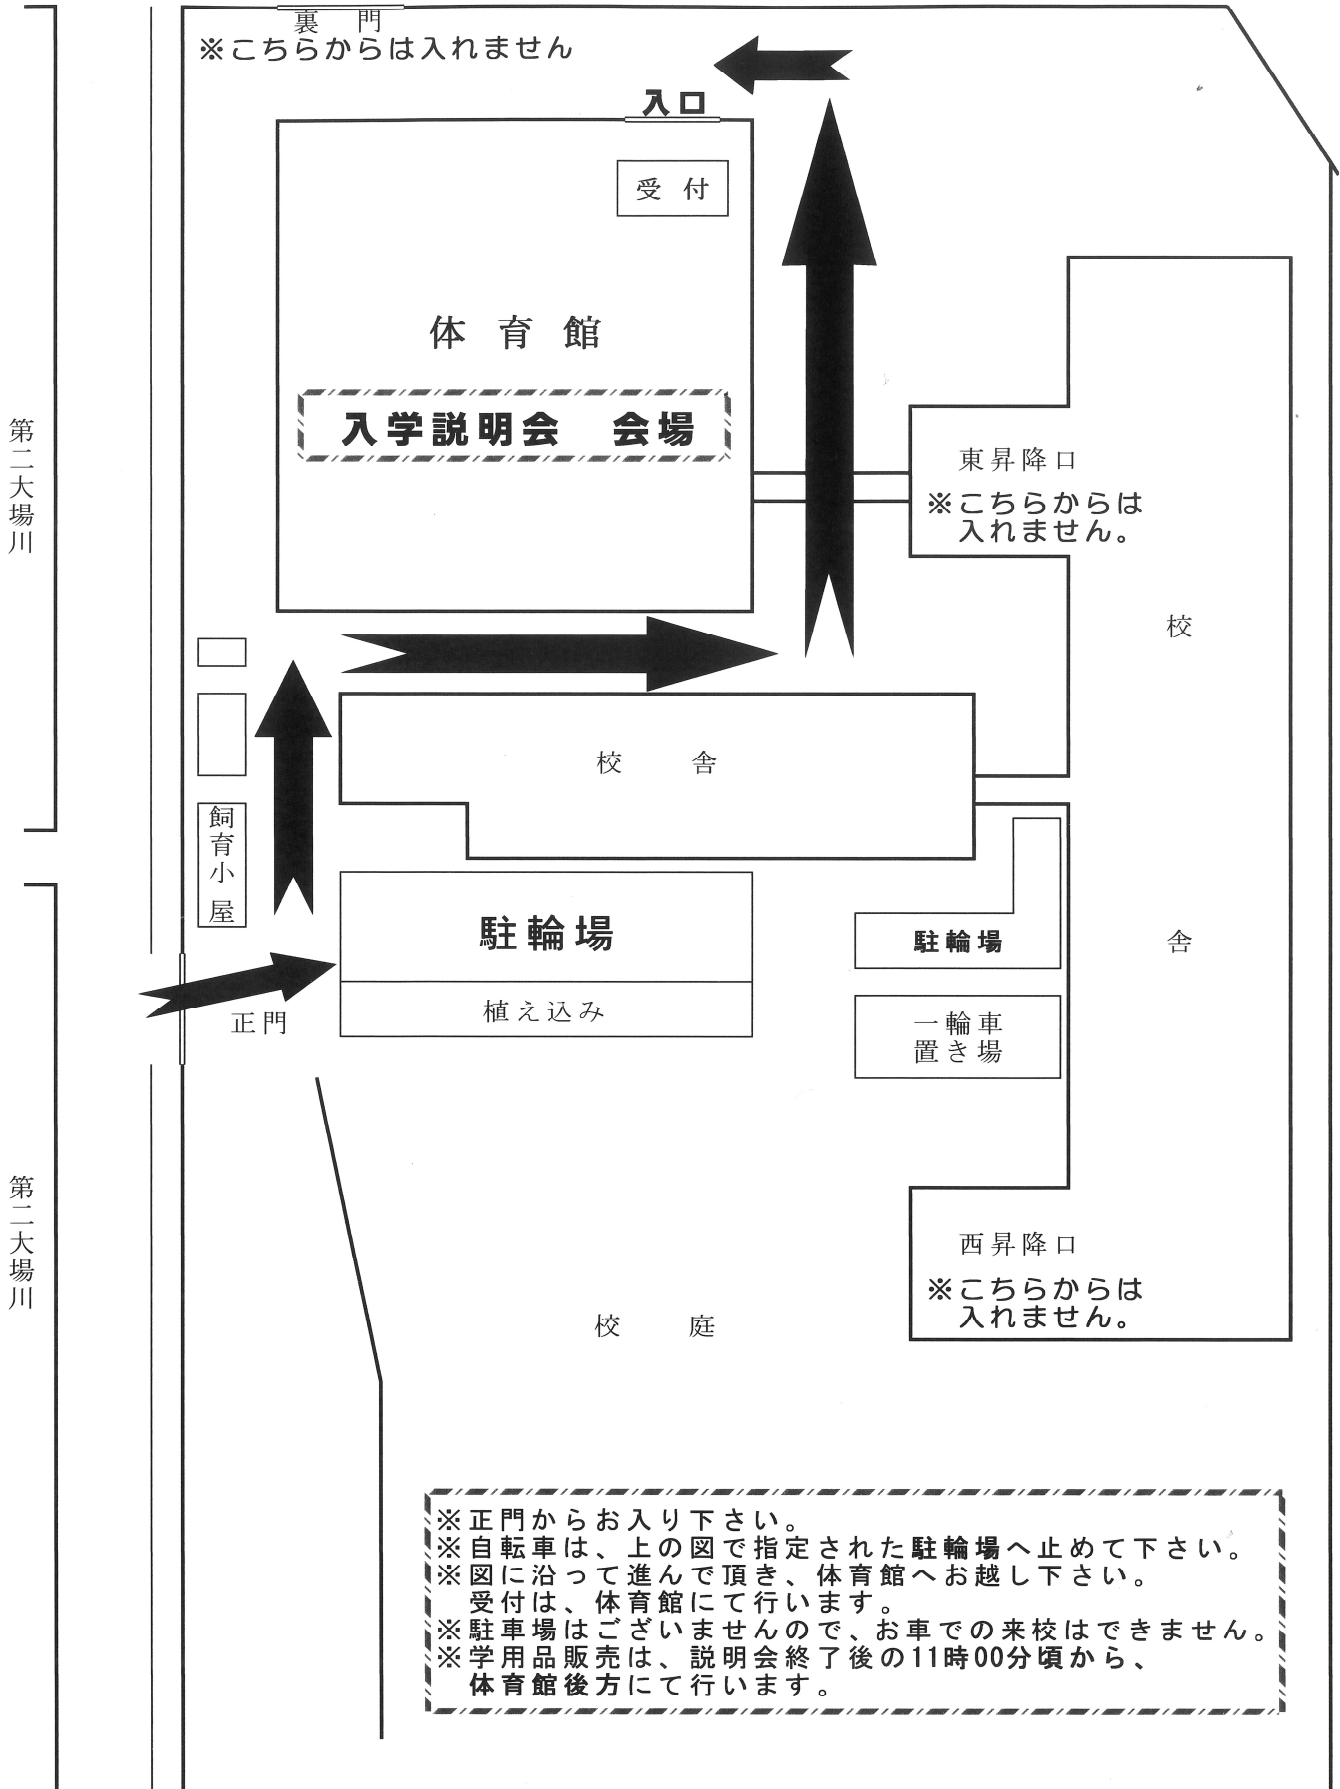 裏 門
※こちらからは入れません
入口
受 付
体 育 館
入学説明会 会場
第二大場川
東昇降口
※こちらからは
入れません。
校 舎
校 舎
飼育小屋
駐輪場
植え込み
駐輪場
一輪車
置き場
正門
第二大場川
西昇降口
※こちらからは
入れません。
校 庭
※正門からお入り下さい。
※自転車は、上の図で指定された駐輪場へ止めて下さい。
※図に沿って進んで頂き、体育館へお越し下さい。
受付は、体育館にて行います。
※駐車場はございませんので、お車での来校はできません。
※学用品販売は、説明会終了後の11時00分頃から、
体育館後方にて行います。